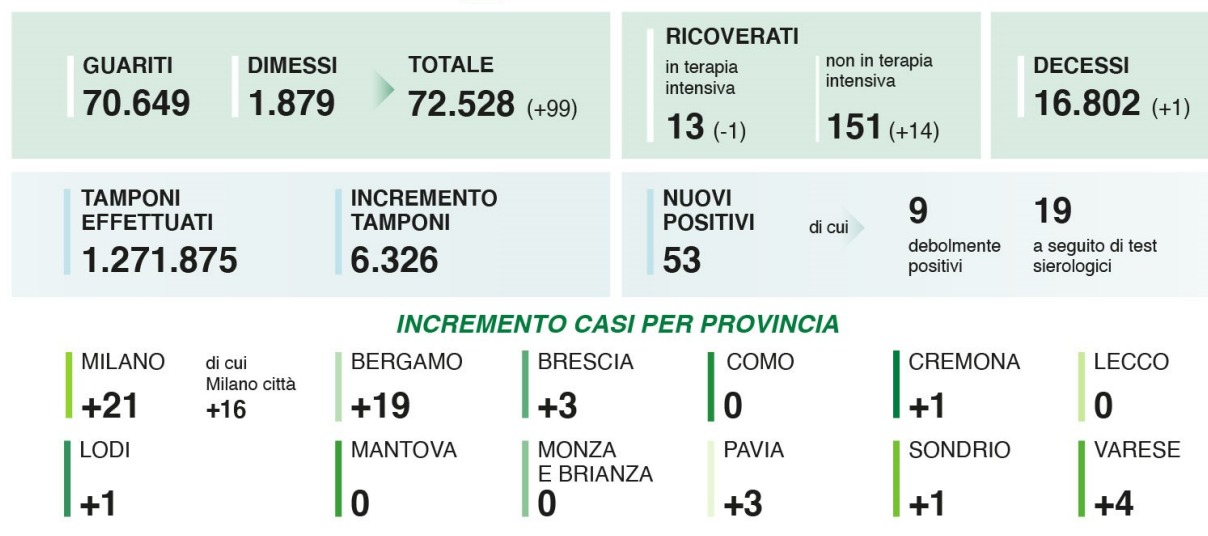 GUARITI
70.649
DIMESSI
1.879
TOTALE
72.528 (+99)
RICOVERATI
in terapia
intensiva
13 (-1)
non in terapia
intensiva
151 (+14)
DECESSI
16.802 (+1)
TAMPONI
EFFETTUATI
1.271.875
INCREMENTO
TAMPONI
6.326
NUOVI
POSITIVI
53
di cui
9
debolmente
positivi
19
a seguito di test
sierologici
INCREMENTO CASI PER PROVINCIA
MILANO
+21
di cui
Milano città
+16
BERGAMO
+19
BRESCIA
+3
COMO
0
CREMONA
+1
LECCO
0
LODI
+1
MANTOVA
0
MONZA
E BRIANZA
0
PAVIA
+3
SONDRIO
+1
VARESE
+4